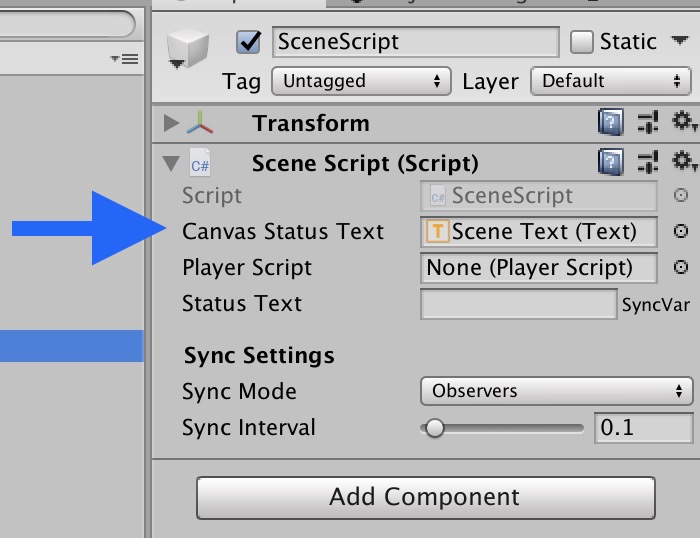 SceneScript Static
Tag Untagged Layer Default
Transform
C# Scene Script (Script)
Script C# SceneScript
Canvas Status Text T Scene Text (Text)
Player Script None (Player Script)
Status Text SyncVar
Sync Settings
Sync Mode Observers
Sync Interval 0.1
Add Component